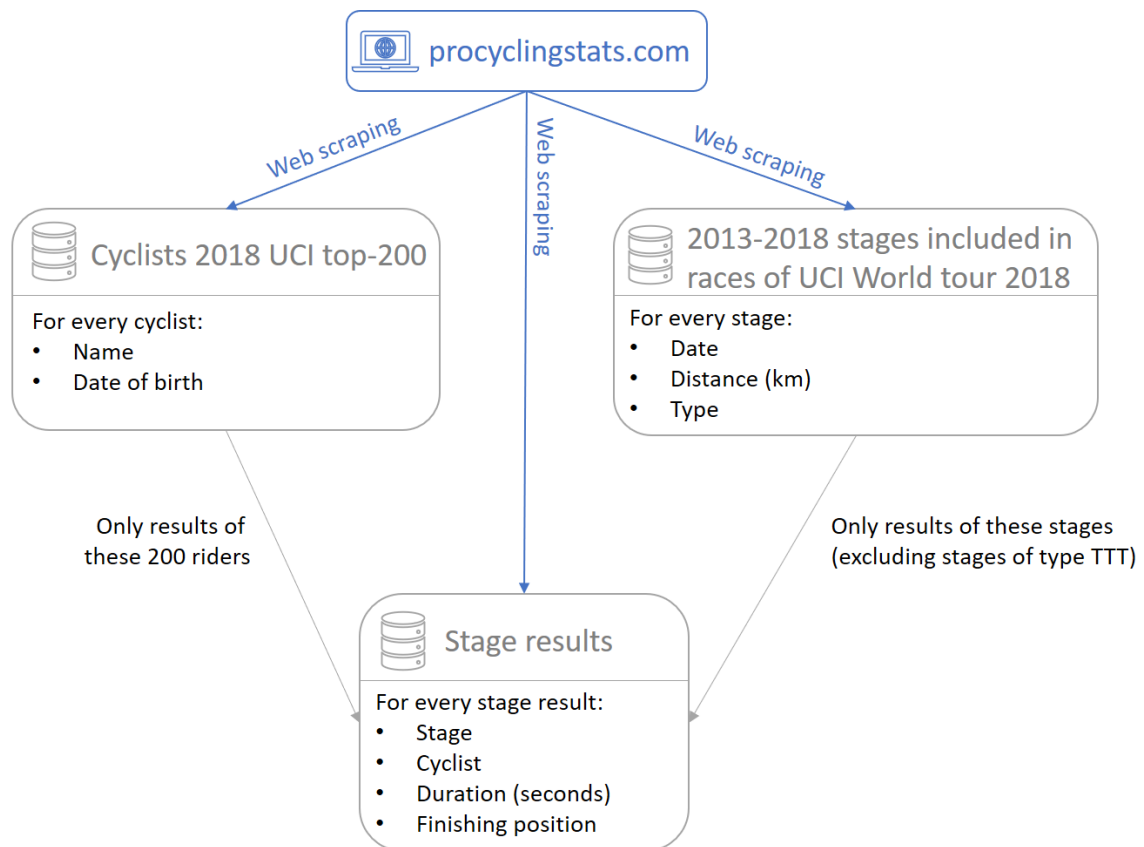 procyclingstats.com
Web scraping
Web scraping
Web scraping
Cyclists 2018 UCI top-200
For every cyclist:
• Name
• Date of birth
2013-2018 stages included in
races of UCI World tour 2018
For every stage:
• Date
• Distance (km)
• Type
Only results of
these 200 riders
Only results of these stages
(excluding stages of type TTT)
Stage results
For every stage result:
• Stage
• Cyclist
• Duration (seconds)
• Finishing position